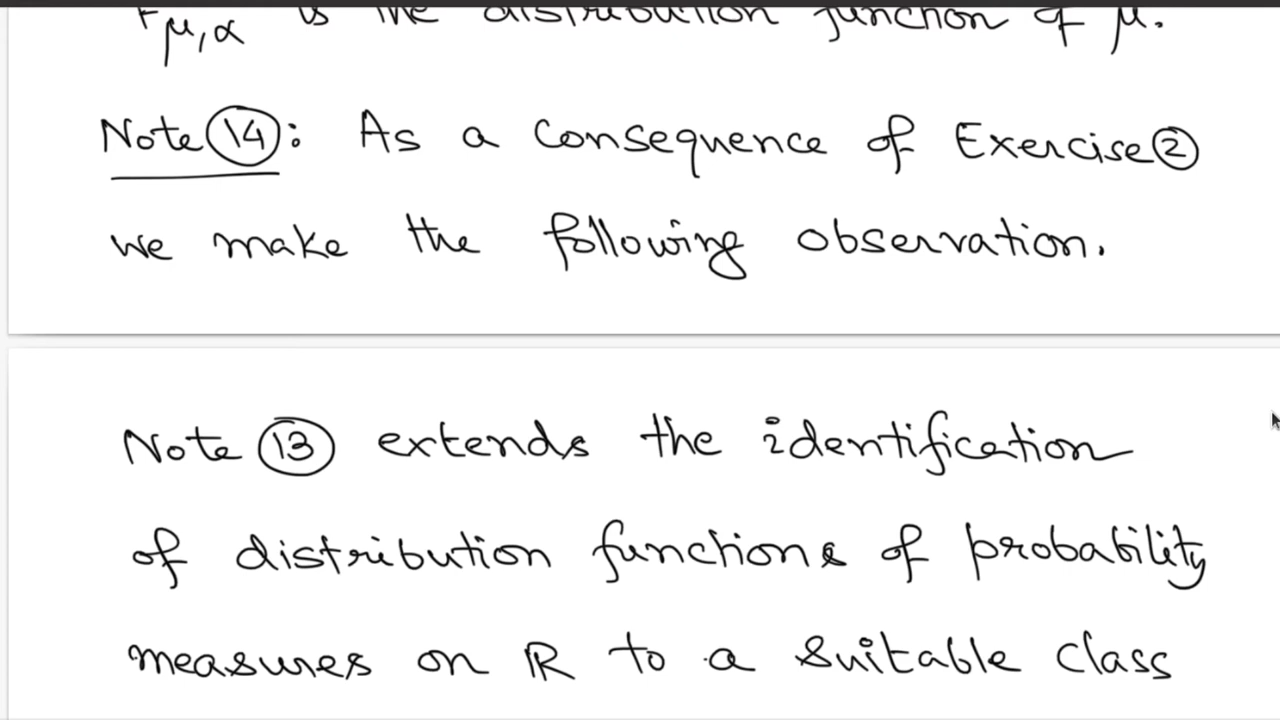 F_μ,α is the distribution function of μ.
Note 14: As a consequence of Exercise 2
we make the following observation.
Note 13 extends the identification
of distribution functions of probability
measures on ℝ to a suitable class